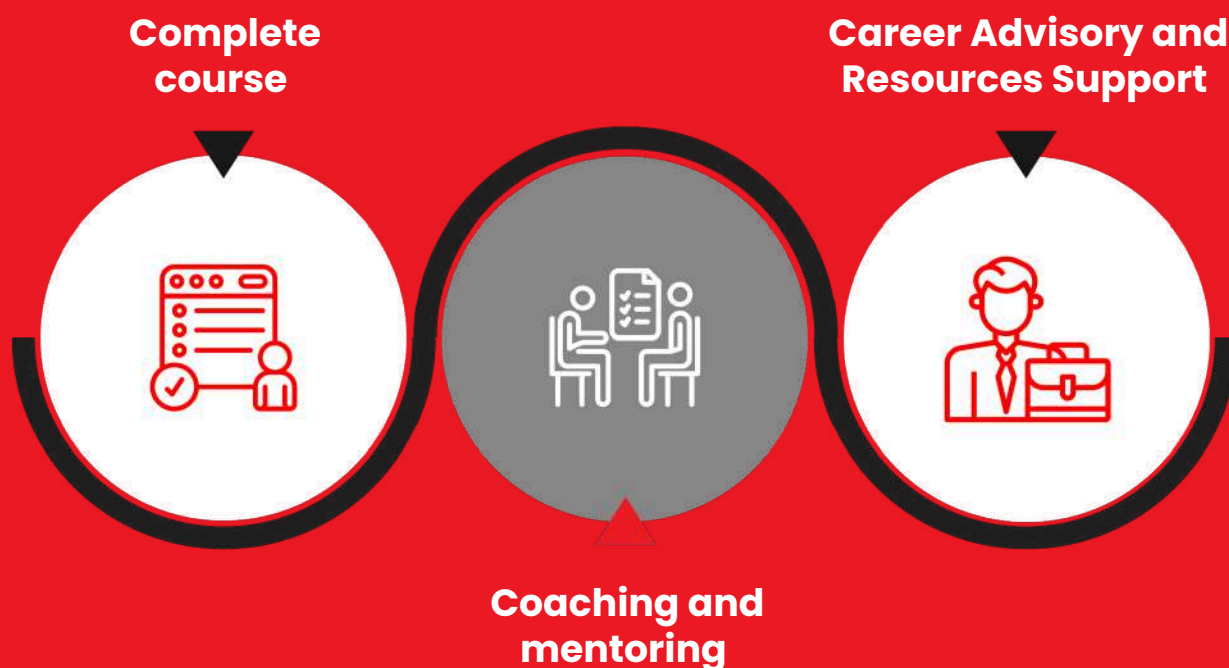 Complete
course
Career Advisory and
Resources Support
Coaching and
mentoring